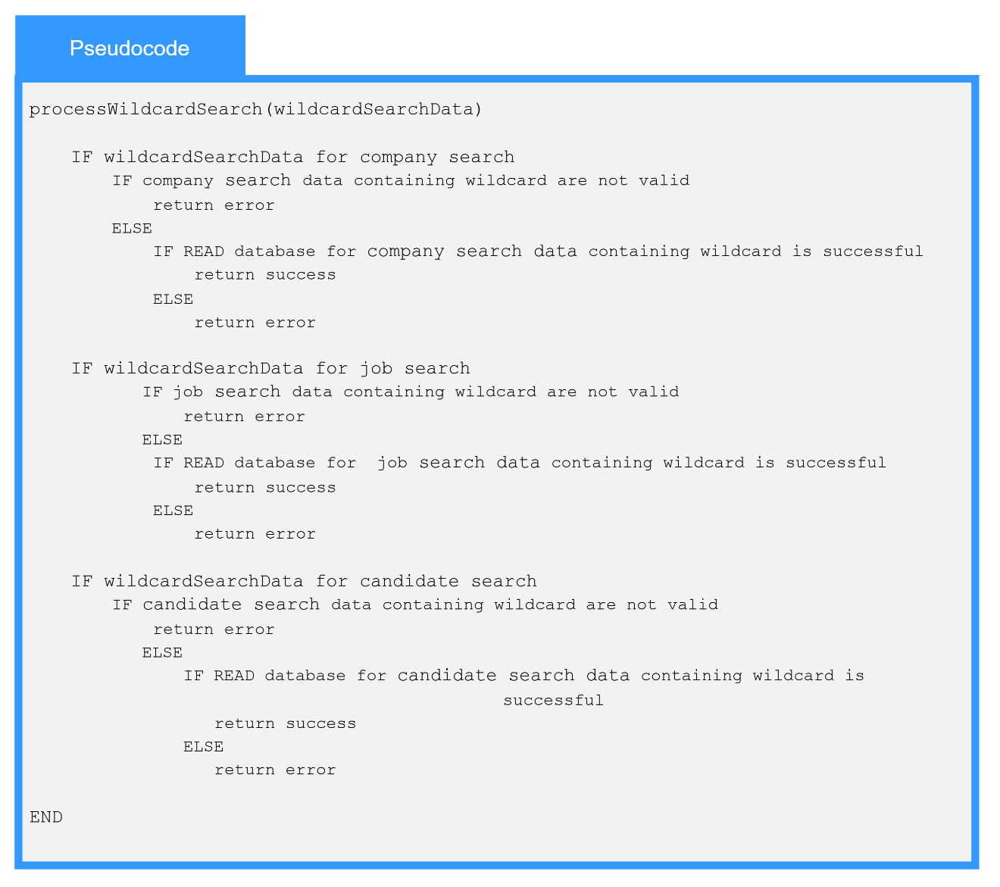 Pseudocode
processWildcardSearch(wildcardSearchData)
IF wildcardSearchData for company search
IF company search data containing wildcard are not valid
return error
ELSE
IF READ database for company search data containing wildcard is successful
return success
ELSE
return error
IF wildcardSearchData for job search
IF job search data containing wildcard are not valid
return error
ELSE
IF READ database for  job search data containing wildcard is successful
return success
ELSE
return error
IF wildcardSearchData for candidate search
IF candidate search data containing wildcard are not valid
return error
ELSE
IF READ database for candidate search data containing wildcard is
successful
return success
ELSE
return error
END